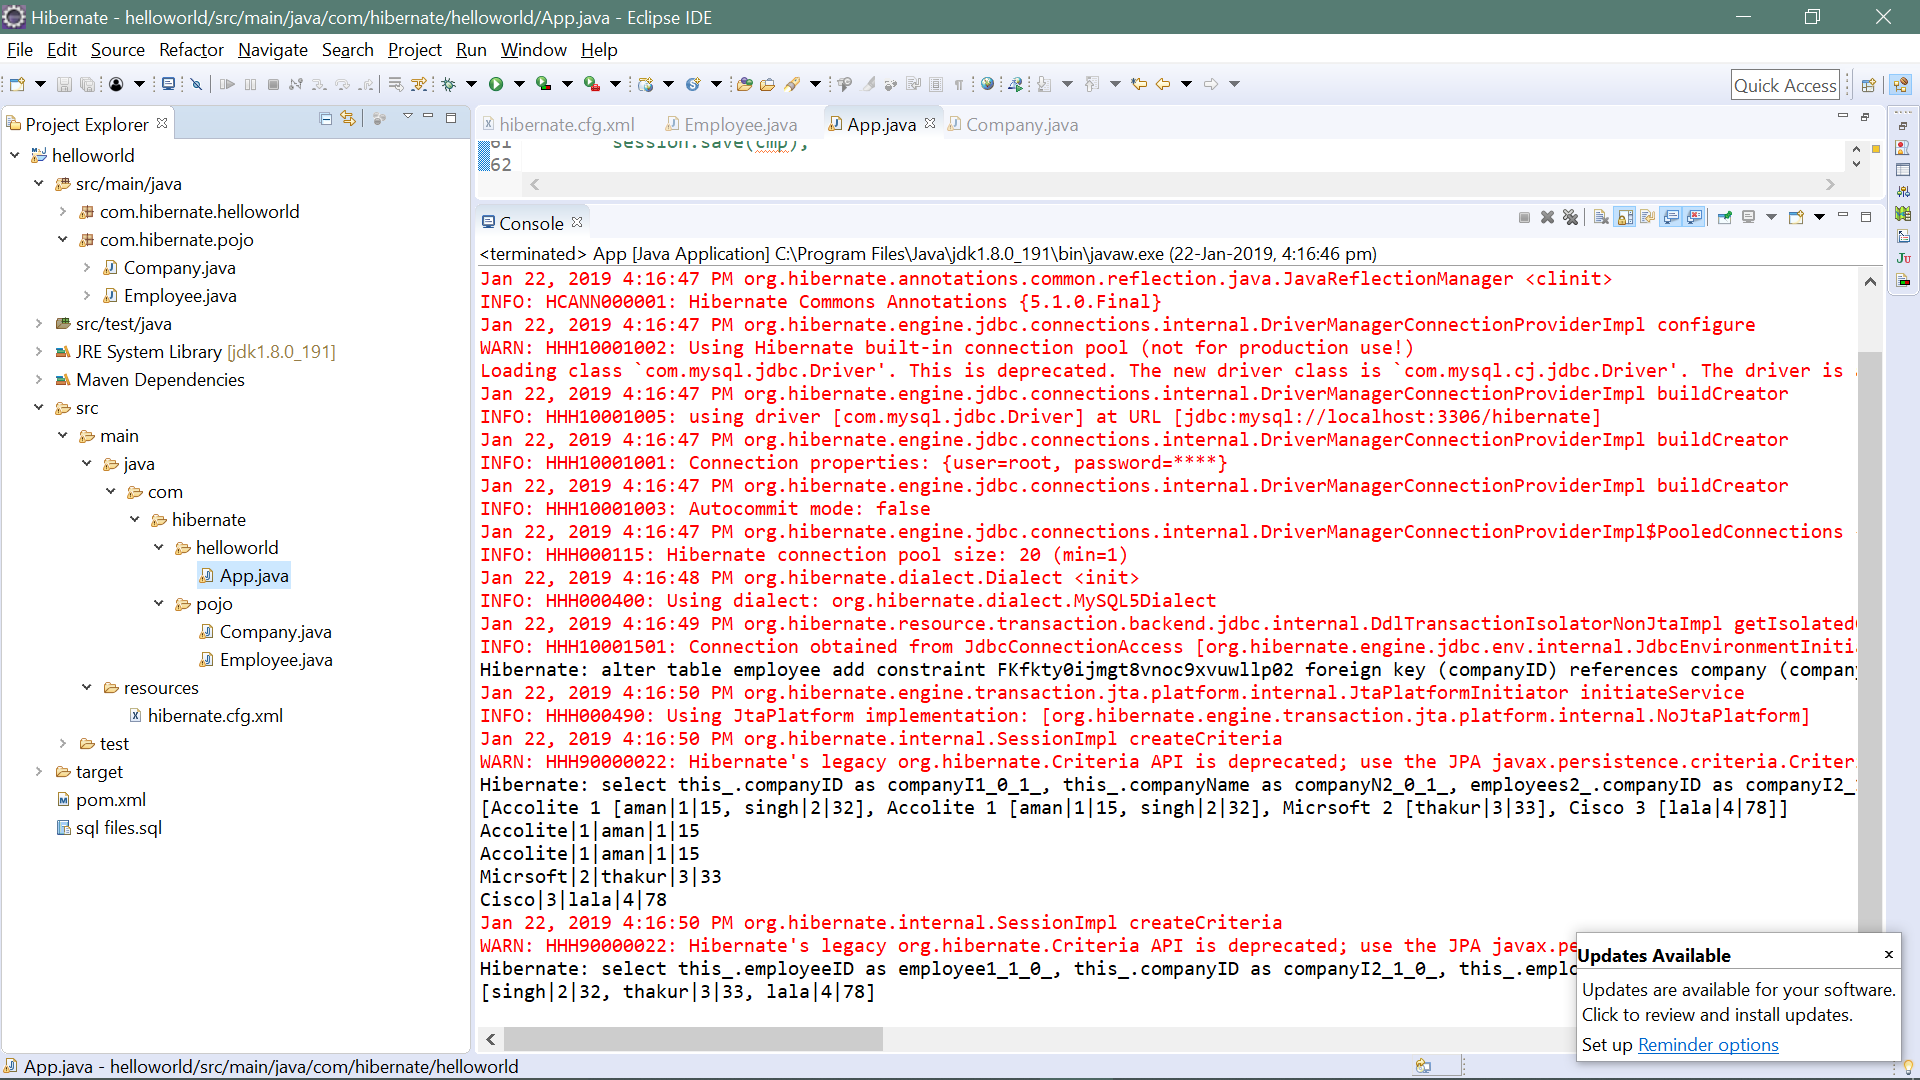 Hibernate - helloworld/src/main/java/com/hibernate/helloworld/App.java - Eclipse IDE
File Edit Source Refactor Navigate Search Project Run Window Help
Quick Access
Project Explorer
helloworld
src/main/java
com.hibernate.helloworld
com.hibernate.pojo
Company.java
Employee.java
src/test/java
JRE System Library [jdk1.8.0_191]
Maven Dependencies
src
main
java
com
hibernate
helloworld
App.java
pojo
Company.java
Employee.java
resources
hibernate.cfg.xml
test
target
pom.xml
sql files.sql
hibernate.cfg.xml Employee.java App.java Company.java
61 session.save(cmp);
62
Console
<terminated> App [Java Application] C:\Program Files\Java\jdk1.8.0_191\bin\javaw.exe (22-Jan-2019, 4:16:46 pm)
Jan 22, 2019 4:16:47 PM org.hibernate.annotations.common.reflection.java.JavaReflectionManager <clinit>
INFO: HCANN000001: Hibernate Commons Annotations {5.1.0.Final}
Jan 22, 2019 4:16:47 PM org.hibernate.engine.jdbc.connections.internal.DriverManagerConnectionProviderImpl configure
WARN: HHH10001002: Using Hibernate built-in connection pool (not for production use!)
Loading class `com.mysql.jdbc.Driver'. This is deprecated. The new driver class is `com.mysql.cj.jdbc.Driver'. The driver is
Jan 22, 2019 4:16:47 PM org.hibernate.engine.jdbc.connections.internal.DriverManagerConnectionProviderImpl buildCreator
INFO: HHH10001005: using driver [com.mysql.jdbc.Driver] at URL [jdbc:mysql://localhost:3306/hibernate]
Jan 22, 2019 4:16:47 PM org.hibernate.engine.jdbc.connections.internal.DriverManagerConnectionProviderImpl buildCreator
INFO: HHH10001001: Connection properties: {user=root, password=****}
Jan 22, 2019 4:16:47 PM org.hibernate.engine.jdbc.connections.internal.DriverManagerConnectionProviderImpl buildCreator
INFO: HHH10001003: Autocommit mode: false
Jan 22, 2019 4:16:47 PM org.hibernate.engine.jdbc.connections.internal.DriverManagerConnectionProviderImpl$PooledConnections
INFO: HHH000115: Hibernate connection pool size: 20 (min=1)
Jan 22, 2019 4:16:48 PM org.hibernate.dialect.Dialect <init>
INFO: HHH000400: Using dialect: org.hibernate.dialect.MySQL5Dialect
Jan 22, 2019 4:16:49 PM org.hibernate.resource.transaction.backend.jdbc.internal.DdlTransactionIsolatorNonJtaImpl getIsolated
INFO: HHH10001501: Connection obtained from JdbcConnectionAccess [org.hibernate.engine.jdbc.env.internal.JdbcEnvironmentIniti
Hibernate: alter table employee add constraint FKfkty0ijmgt8vnoc9xvuwllp02 foreign key (companyID) references company (compan
Jan 22, 2019 4:16:50 PM org.hibernate.engine.transaction.jta.platform.internal.JtaPlatformInitiator initiateService
INFO: HHH000490: Using JtaPlatform implementation: [org.hibernate.engine.transaction.jta.platform.internal.NoJtaPlatform]
Jan 22, 2019 4:16:50 PM org.hibernate.internal.SessionImpl createCriteria
WARN: HHH90000022: Hibernate's legacy org.hibernate.Criteria API is deprecated; use the JPA javax.persistence.criteria.Criter
Hibernate: select this_.companyID as companyI1_0_1_, this_.companyName as companyN2_0_1_, employees2_.companyID as companyI2_
[Accolite 1 [aman|1|15, singh|2|32], Accolite 1 [aman|1|15, singh|2|32], Micrsoft 2 [thakur|3|33], Cisco 3 [lala|4|78]]
Accolite|1|aman|1|15
Accolite|1|aman|1|15
Micrsoft|2|thakur|3|33
Cisco|3|lala|4|78
Jan 22, 2019 4:16:50 PM org.hibernate.internal.SessionImpl createCriteria
WARN: HHH90000022: Hibernate's legacy org.hibernate.Criteria API is deprecated; use the JPA javax.pe
Hibernate: select this_.employeeID as employee1_1_0_, this_.companyID as companyI2_1_0_, this_.emplo
[singh|2|32, thakur|3|33, lala|4|78]
Updates Available
Updates are available for your software.
Click to review and install updates.
Set up Reminder options
App.java - helloworld/src/main/java/com/hibernate/helloworld